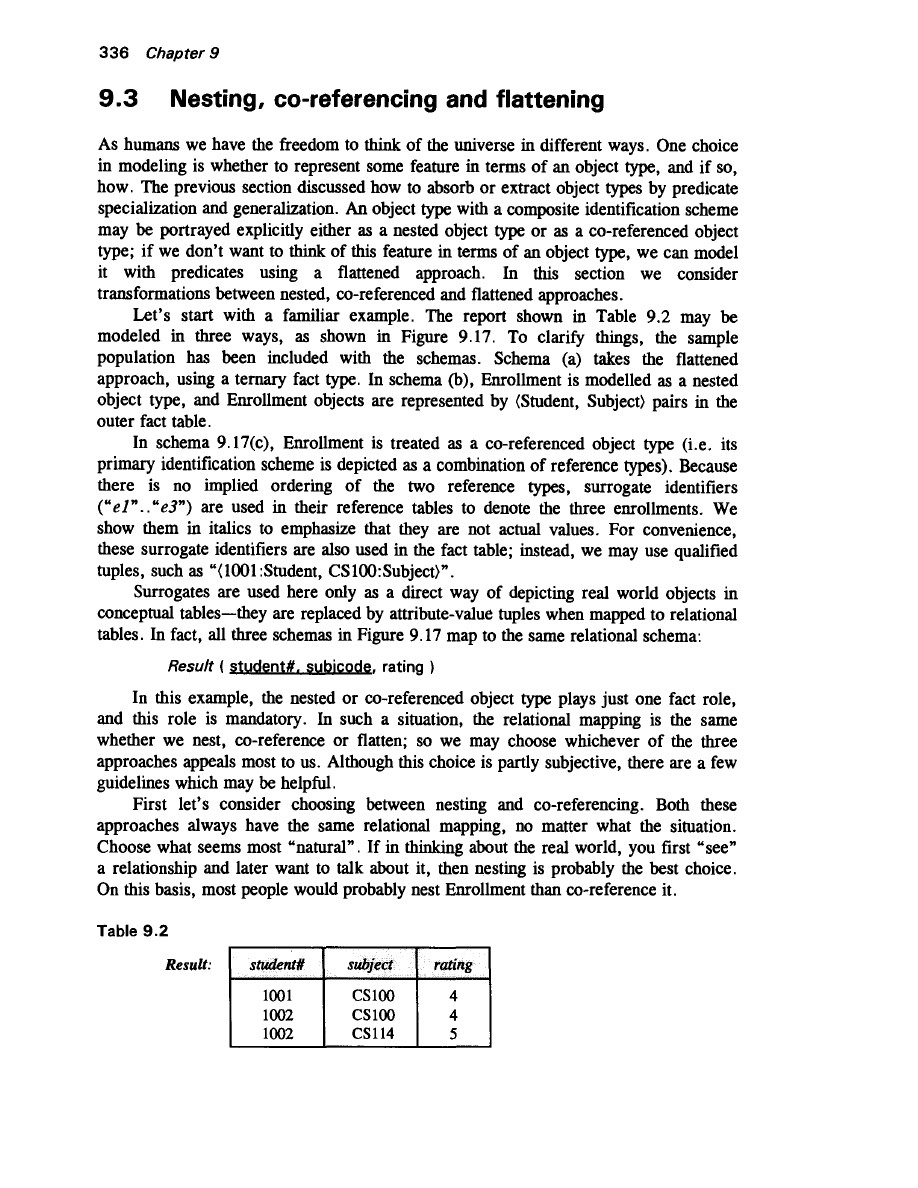 336 Chapter 9
9.3 Nesting, co-referencing and flattening
As humans we have the freedom to think of the universe in different ways. One choice
in modeling is whether to represent some feature in terms of an object type, and if so,
how. The previous section discussed how to absorb or extract object types by predicate
specialization and generalization. An object type with a composite identification scheme
may be portrayed explicitly either as a nested object type or as a co-referenced object
type; if we don't want to think of this feature in terms of an object type, we can model
it with predicates using a flattened approach. In this section we consider
transformations between nested, co-referenced and flattened approaches.
Let's start with a familiar example. The report shown in Table 9.2 may be
modeled in three ways, as shown in Figure 9.17. To clarify things, the sample
population has been included with the schemas. Schema (a) takes the flattened
approach, using a ternary fact type. In schema (b), Enrollment is modelled as a nested
object type, and Enrollment objects are represented by (Student, Subject) pairs in the
outer fact table.
In schema 9.17(c), Enrollment is treated as a co-referenced object type (i.e. its
primary identification scheme is depicted as a combination of reference types). Because
there is no implied ordering of the two reference types, surrogate identifiers
("e1".."e3") are used in their reference tables to denote the three enrollments. We
show them in italics to emphasize that they are not actual values. For convenience,
these surrogate identifiers are also used in the fact table; instead, we may use qualified
tuples, such as "(1001:Student, CS100:Subject)".
Surrogates are used here only as a direct way of depicting real world objects in
conceptual tables—they are replaced by attribute-value tuples when mapped to relational
tables. In fact, all three schemas in Figure 9.17 map to the same relational schema:
Result ( student#, subjcode, rating )
In this example, the nested or co-referenced object type plays just one fact role,
and this role is mandatory. In such a situation, the relational mapping is the same
whether we nest, co-reference or flatten; so we may choose whichever of the three
approaches appeals most to us. Although this choice is partly subjective, there are a few
guidelines which may be helpful.
First let's consider choosing between nesting and co-referencing. Both these
approaches always have the same relational mapping, no matter what the situation.
Choose what seems most "natural". If in thinking about the real world, you first "see"
a relationship and later want to talk about it, then nesting is probably the best choice.
On this basis, most people would probably nest Enrollment than co-reference it.
Table 9.2
Result: student# subject rating
1001 CS100 4
1002 CS100 4
1002 CS114 5